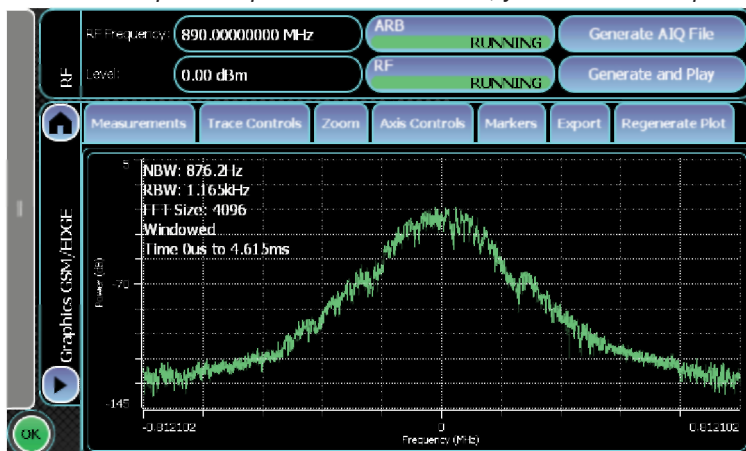 RF Frequency: 890.00000000 MHz
ARB
RUNNING
Generate AIQ File
RF
Level: 0.00 dBm
RF
RUNNING
Generate and Play
Measurements Trace Controls Zoom Axis Controls Markers Export Regenerate Plot
Graphics GSM/EDGE
NBW: 876.2Hz
RBW: 1.165kHz
FFT Size: 4096
Windowed
Time 0us to 4.615ms
5
-70
-145
Power (dB)
-0.812102 0 0.812102
Frequency (MHz)
OK